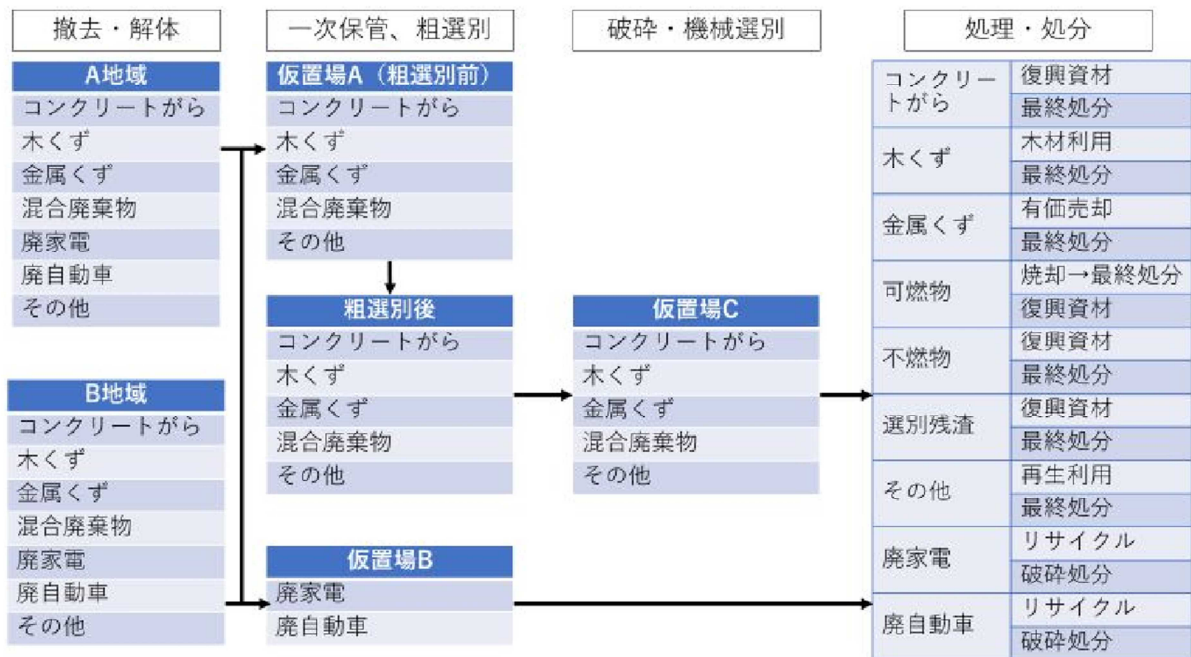 撤去・解体
一次保管、粗選別
破砕・機械選別
処理・処分
A地域
コンクリートがら
木くず
金属くず
混合廃棄物
廃家電
廃自動車
その他
B地域
コンクリートがら
木くず
金属くず
混合廃棄物
廃家電
廃自動車
その他
仮置場A（粗選別前）
コンクリートがら
木くず
金属くず
混合廃棄物
その他
粗選別後
コンクリートがら
木くず
金属くず
混合廃棄物
その他
仮置場B
廃家電
廃自動車
仮置場C
コンクリートがら
木くず
金属くず
混合廃棄物
その他
コンクリー
トがら
復興資材
最終処分
木くず
木材利用
最終処分
金属くず
有価売却
最終処分
可燃物
焼却→最終処分
復興資材
不燃物
復興資材
最終処分
選別残渣
復興資材
最終処分
その他
再生利用
最終処分
廃家電
リサイクル
破砕処分
廃自動車
リサイクル
破砕処分